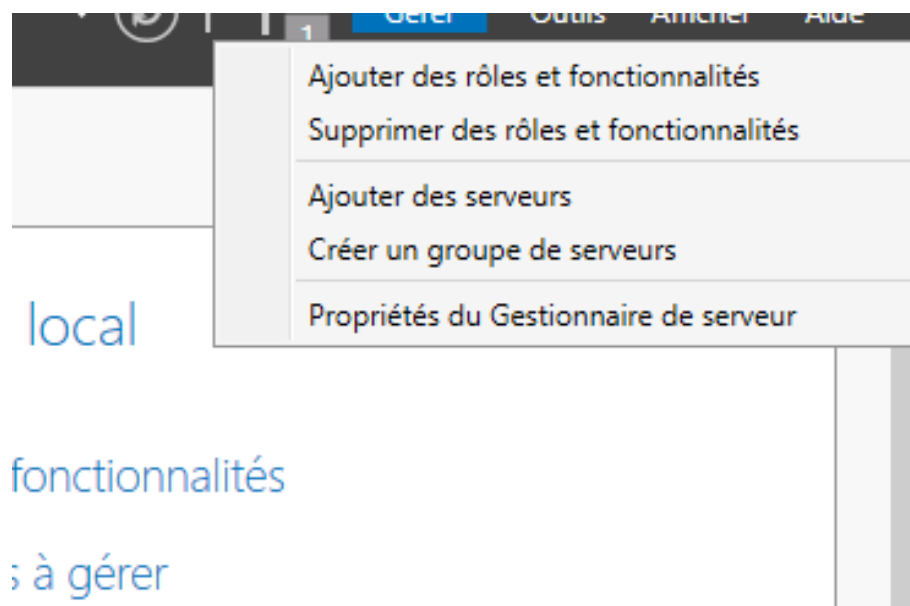 1 Gérer Outils Afficher Aide
Ajouter des rôles et fonctionnalités
Supprimer des rôles et fonctionnalités
Ajouter des serveurs
Créer un groupe de serveurs
Propriétés du Gestionnaire de serveur
local
fonctionnalités
s à gérer